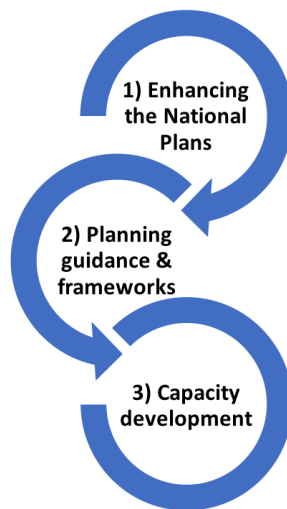 1) Enhancing
the National
Plans
2) Planning
guidance &
frameworks
3) Capacity
development